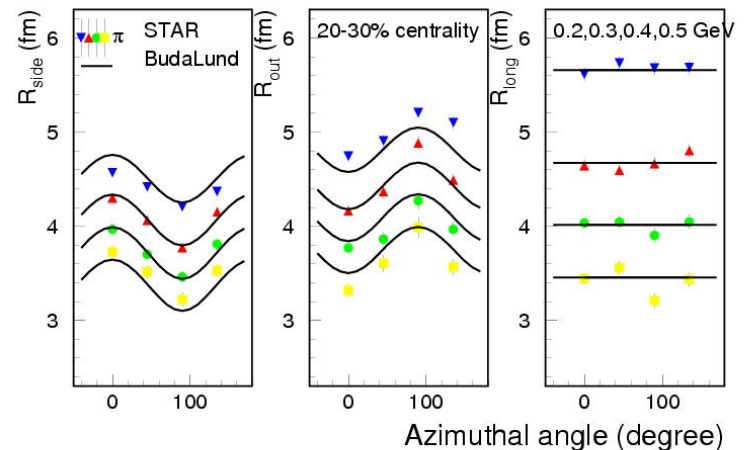 R_side (fm)
6
5
4
3
π STAR
BudaLund
0 100
R_out (fm)
6
5
4
3
20-30% centrality
0 100
R_long (fm)
6
5
4
3
0.2,0.3,0.4,0.5 GeV
0 100
Azimuthal angle (degree)